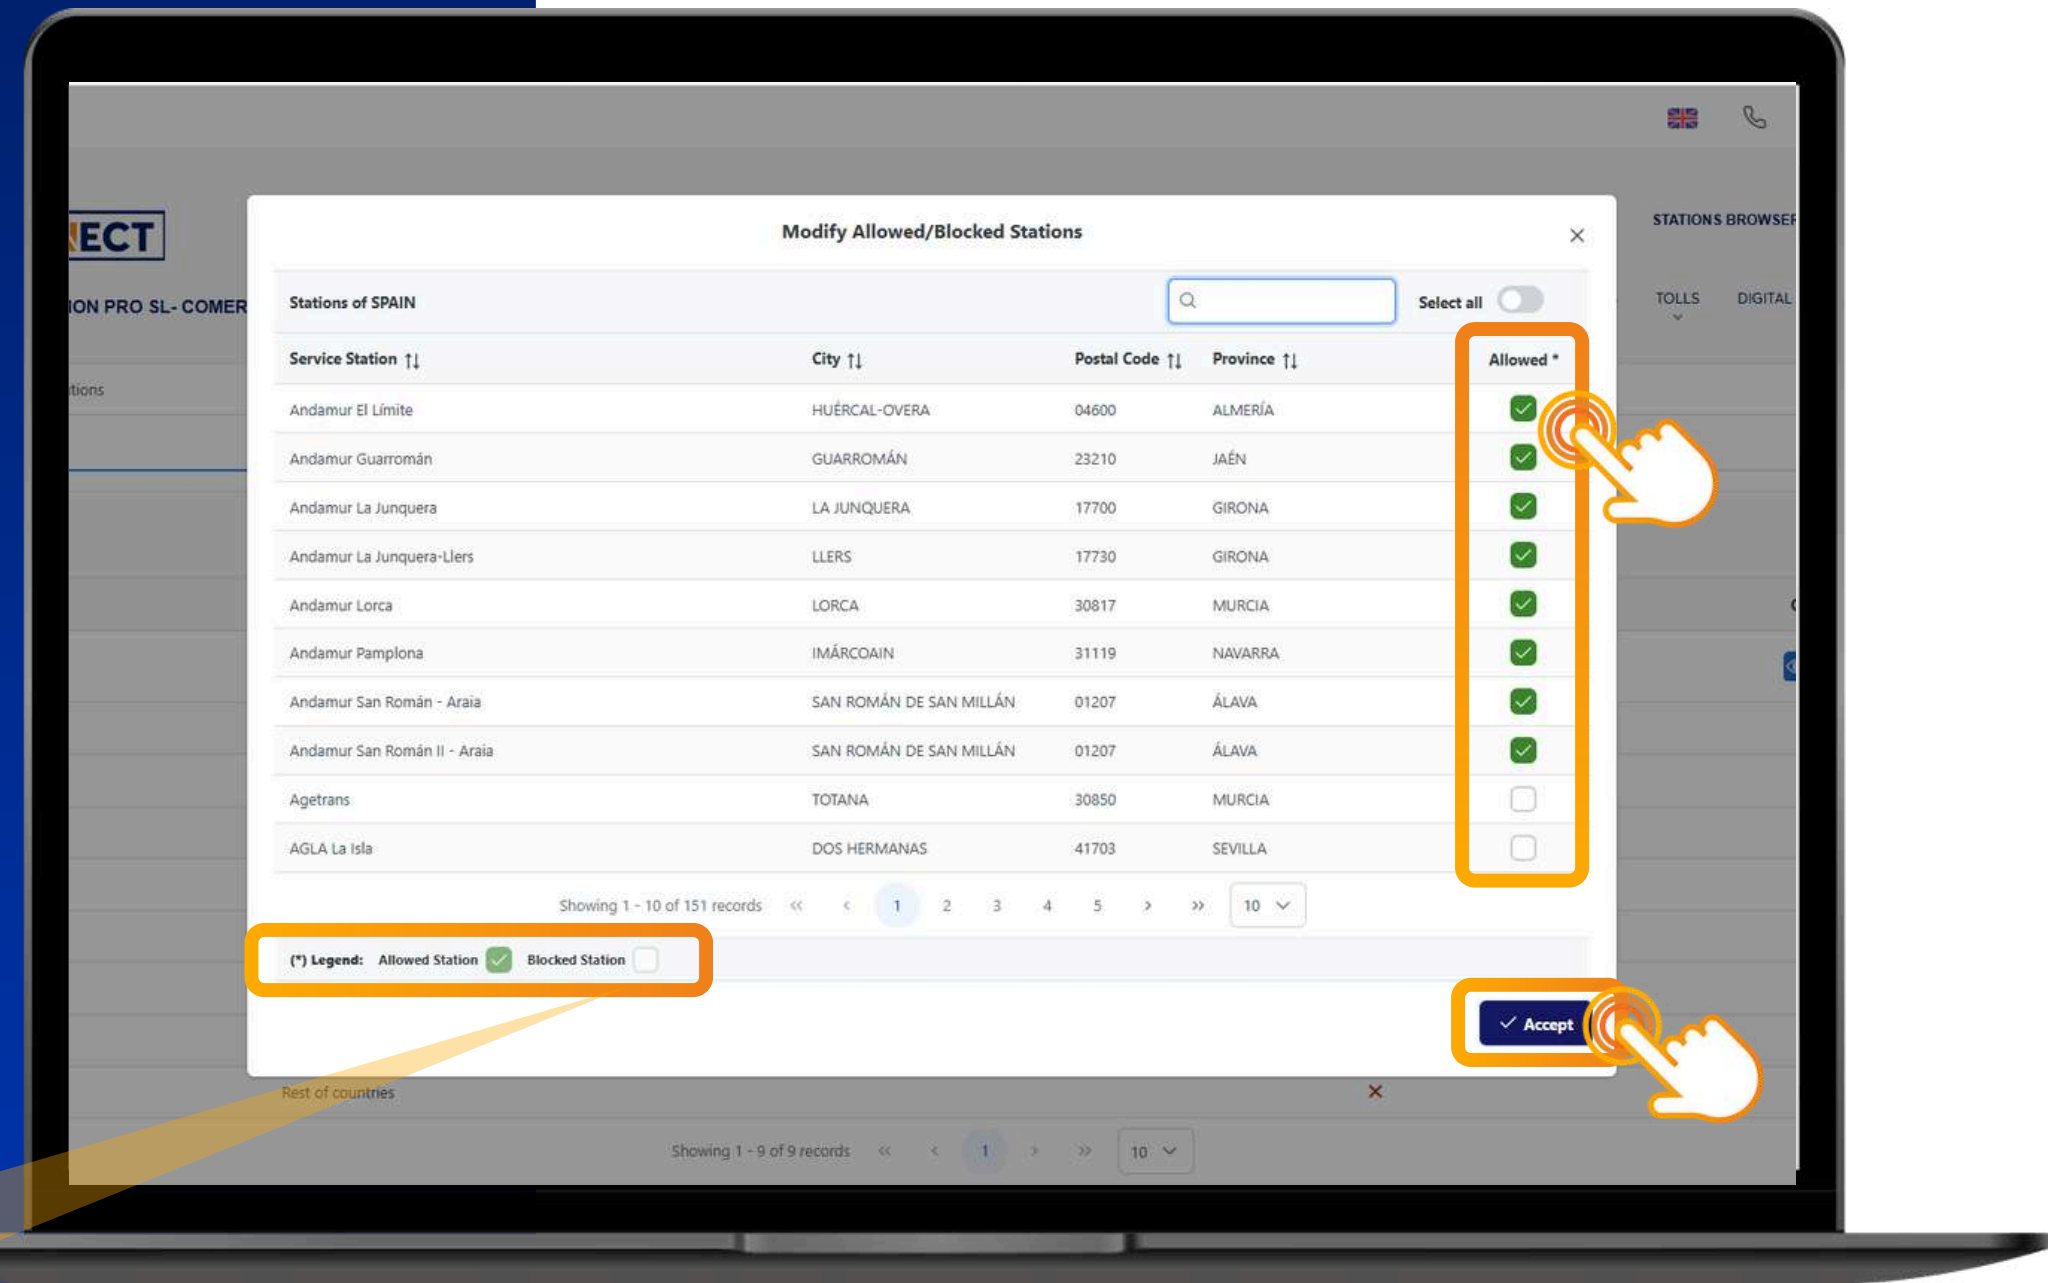 NECT
STATIONS BROWSER
Modify Allowed/Blocked Stations
ION PRO SL- COMER
TOLLS DIGITAL
Stations of SPAIN Select all
Service Station City Postal Code Province Allowed *
tions
Andamur El Límite HUÉRCAL-OVERA 04600 ALMERÍA
Andamur Guarromán GUARROMÁN 23210 JAÉN
Andamur La Junquera LA JUNQUERA 17700 GIRONA
Andamur La Junquera-Llers LLERS 17730 GIRONA
Andamur Lorca LORCA 30817 MURCIA
Andamur Pamplona IMÁRCOAIN 31119 NAVARRA
Andamur San Román - Araia SAN ROMÁN DE SAN MILLÁN 01207 ÁLAVA
Andamur San Román II - Araia SAN ROMÁN DE SAN MILLÁN 01207 ÁLAVA
Agetrans TOTANA 30850 MURCIA
AGLA La Isla DOS HERMANAS 41703 SEVILLA
Showing 1 - 10 of 151 records « < 1 2 3 4 5 > » 10
(*) Legend: Allowed Station Blocked Station
Accept
Rest of countries
Showing 1 - 9 of 9 records « < 1 > » 10